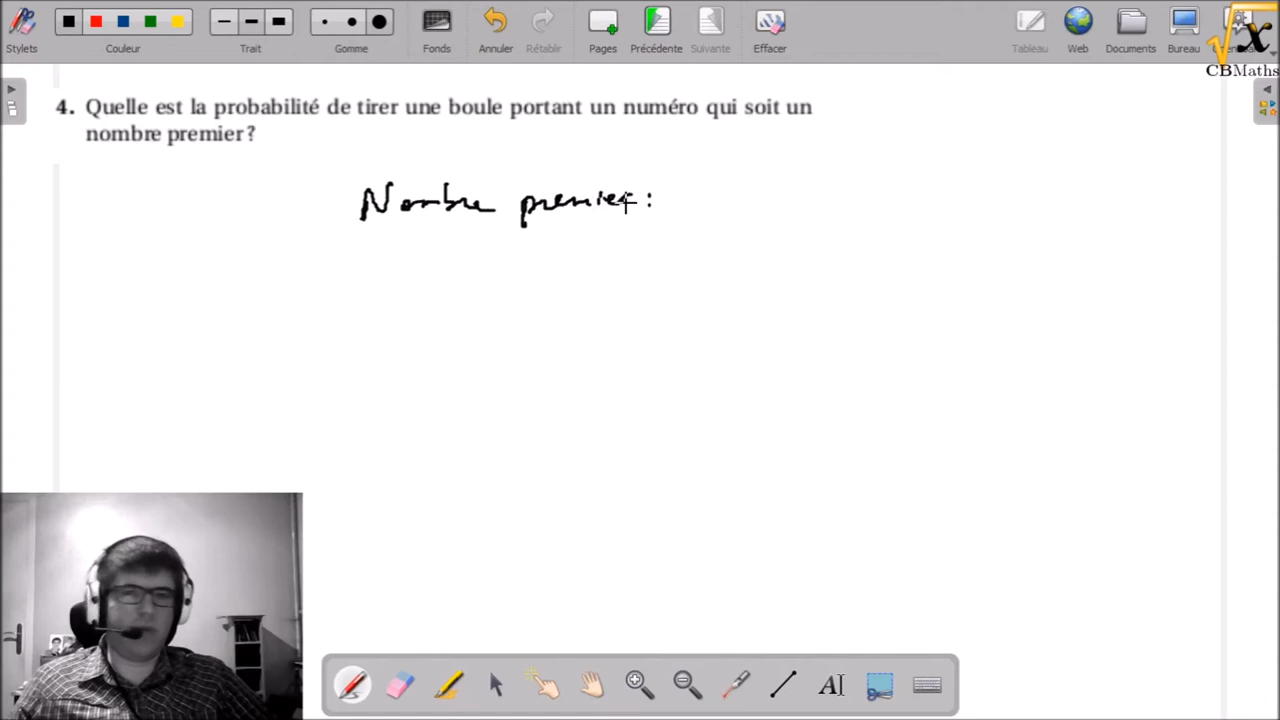 Stylets Couleur Trait Gomme Fonds Annuler Rétablir Pages Précédente Suivante Effacer Tableau Web Documents Bureau
√x
CBMaths
4. Quelle est la probabilité de tirer une boule portant un numéro qui soit un
nombre premier ?
Nombre premier :
AI